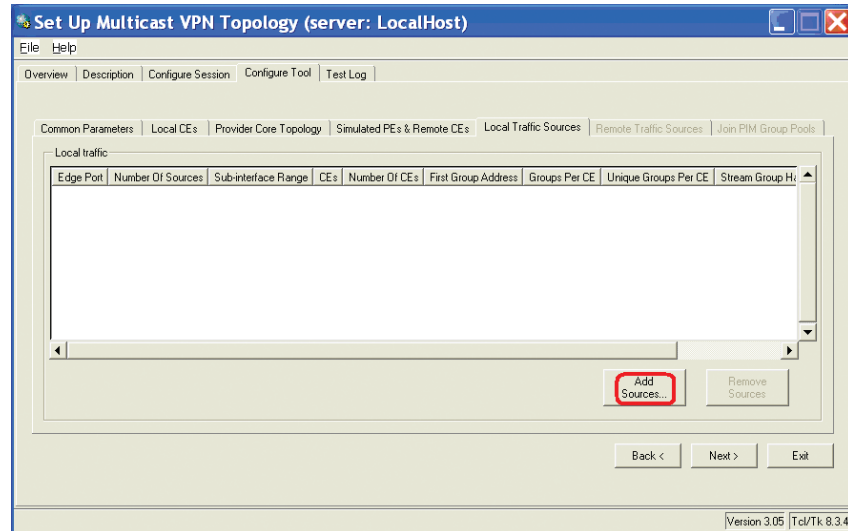 Set Up Multicast VPN Topology (server: LocalHost)
File Help
Overview Description Configure Session Configure Tool Test Log
Common Parameters Local CEs Provider Core Topology Simulated PEs & Remote CEs Local Traffic Sources Remote Traffic Sources Join PIM Group Pools
Local traffic
Edge Port Number Of Sources Sub-interface Range CEs Number Of CEs First Group Address Groups Per CE Unique Groups Per CE Stream Group Ha
Add
Sources...
Remove
Sources
Back < Next > Exit
Version 3.05 Tcl/Tk 8.3.4